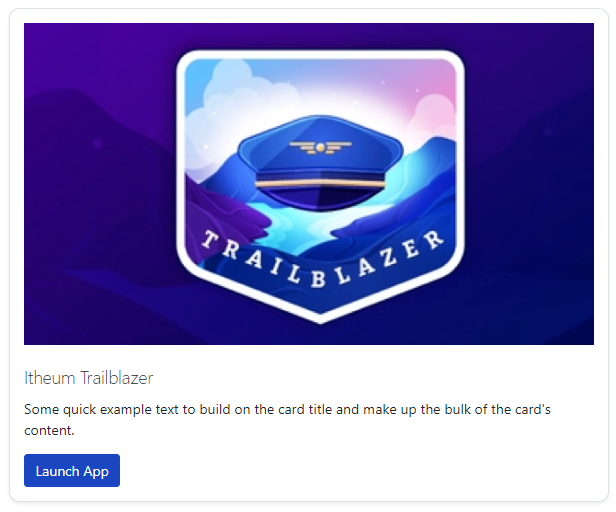 TRAILBLAZER
Itheum Trailblazer
Some quick example text to build on the card title and make up the bulk of the card's
content.
Launch App